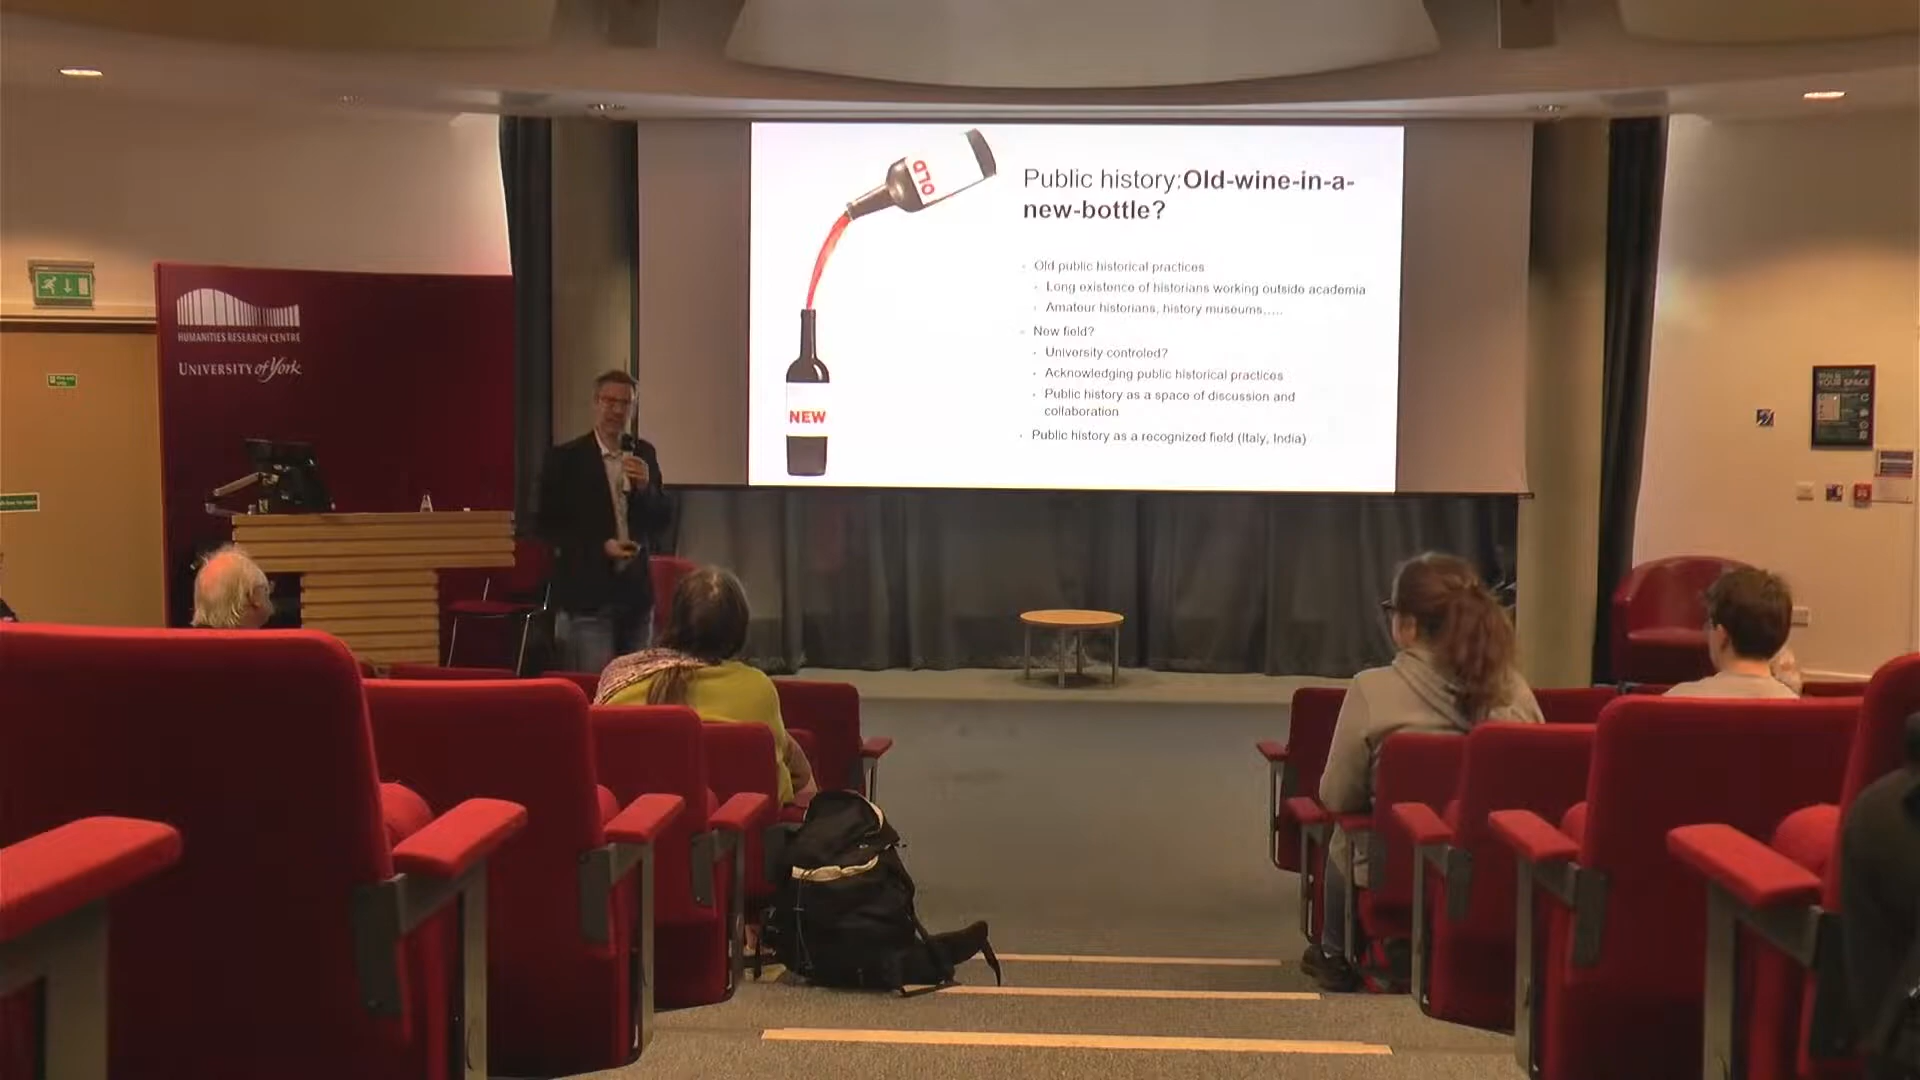 OLD
NEW
Public history:Old-wine-in-a-
new-bottle?
Old public historical practices
Long existence of historians working outside academia
Amateur historians, history museums.....
New field?
University controled?
Acknowledging public historical practices
Public history as a space of discussion and
collaboration
Public history as a recognized field (Italy, India)
HUMANITIES RESEARCH CENTRE
UNIVERSITY of York
YOUR SPACE